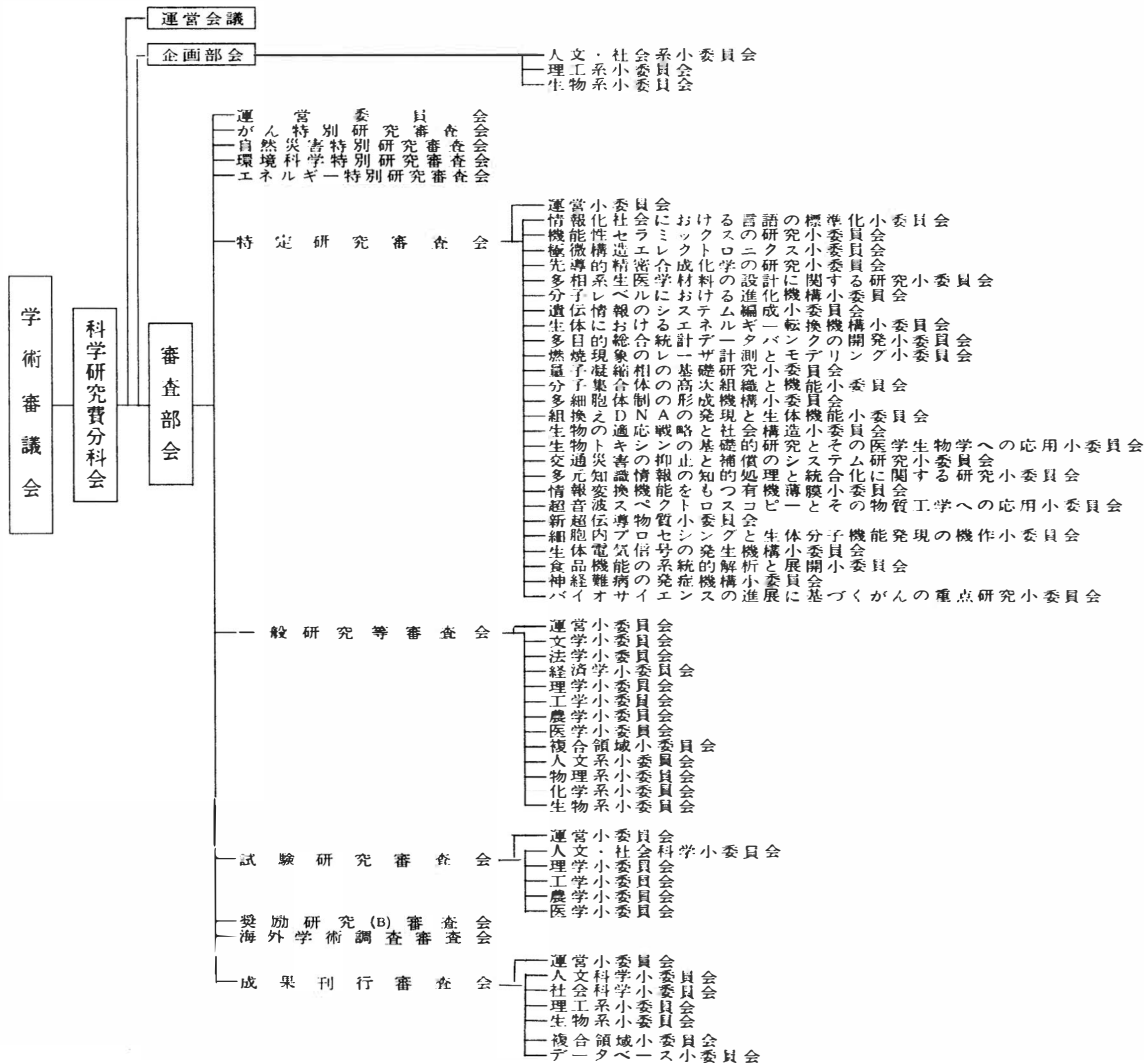 学術審議会
科学研究費分科会
運営会議
企画部会
人文・社会系小委員会
理工系小委員会
生物系小委員会
審査部会
運営委員会
がん特別研究審査会
自然災害特別研究審査会
環境科学特別研究審査会
エネルギー特別研究審査会
特定研究審査会
運営小委員会
情報化社会における言語の標準化小委員会
機能性セラミックスの研究小委員会
極微構造エレクトロニクス小委員会
先導的精密合成化学の研究小委員会
多相系生医学材料の設計に関する研究小委員会
分子レベルにおける進化機構小委員会
遺伝情報のシステム編成小委員会
生体におけるエネルギー転換機構小委員会
多目的総合統計データバンクの開発小委員会
燃焼現象のレーザ計測とモデリング小委員会
量子凝縮相の基礎研究小委員会
分子集合体の高次組織と機能小委員会
多細胞体制の形成機構小委員会
組換えDNAの発現と生体機能小委員会
生物の適応戦略と社会構造小委員会
生物トキシンの基礎的研究とその医学生物学への応用小委員会
交通災害の抑止と補償のシステム研究小委員会
多元知識情報の知的処理と統合化に関する研究小委員会
情報変換機能をもつ有機薄膜小委員会
超音波スペクトロスコピーとその物質工学への応用小委員会
新超伝導物質小委員会
細胞内プロセシングと生体分子機能発現の機作小委員会
生体電気信号の発生機構小委員会
食品機能の系統的解析と展開小委員会
神経難病の発症機構小委員会
バイオサイエンスの進展に基づくがんの重点研究小委員会
一般研究等審査会
運営小委員会
文学小委員会
法学小委員会
経済学小委員会
理学小委員会
工学小委員会
農学小委員会
医学小委員会
複合領域小委員会
人文系小委員会
物理系小委員会
化学系小委員会
生物系小委員会
試験研究審査会
運営小委員会
人文・社会科学小委員会
理学小委員会
工学小委員会
農学小委員会
医学小委員会
奨励研究(B)審査会
海外学術調査審査会
成果刊行審査会
運営小委員会
人文科学小委員会
社会科学小委員会
理工系小委員会
生物系小委員会
複合領域小委員会
データベース小委員会